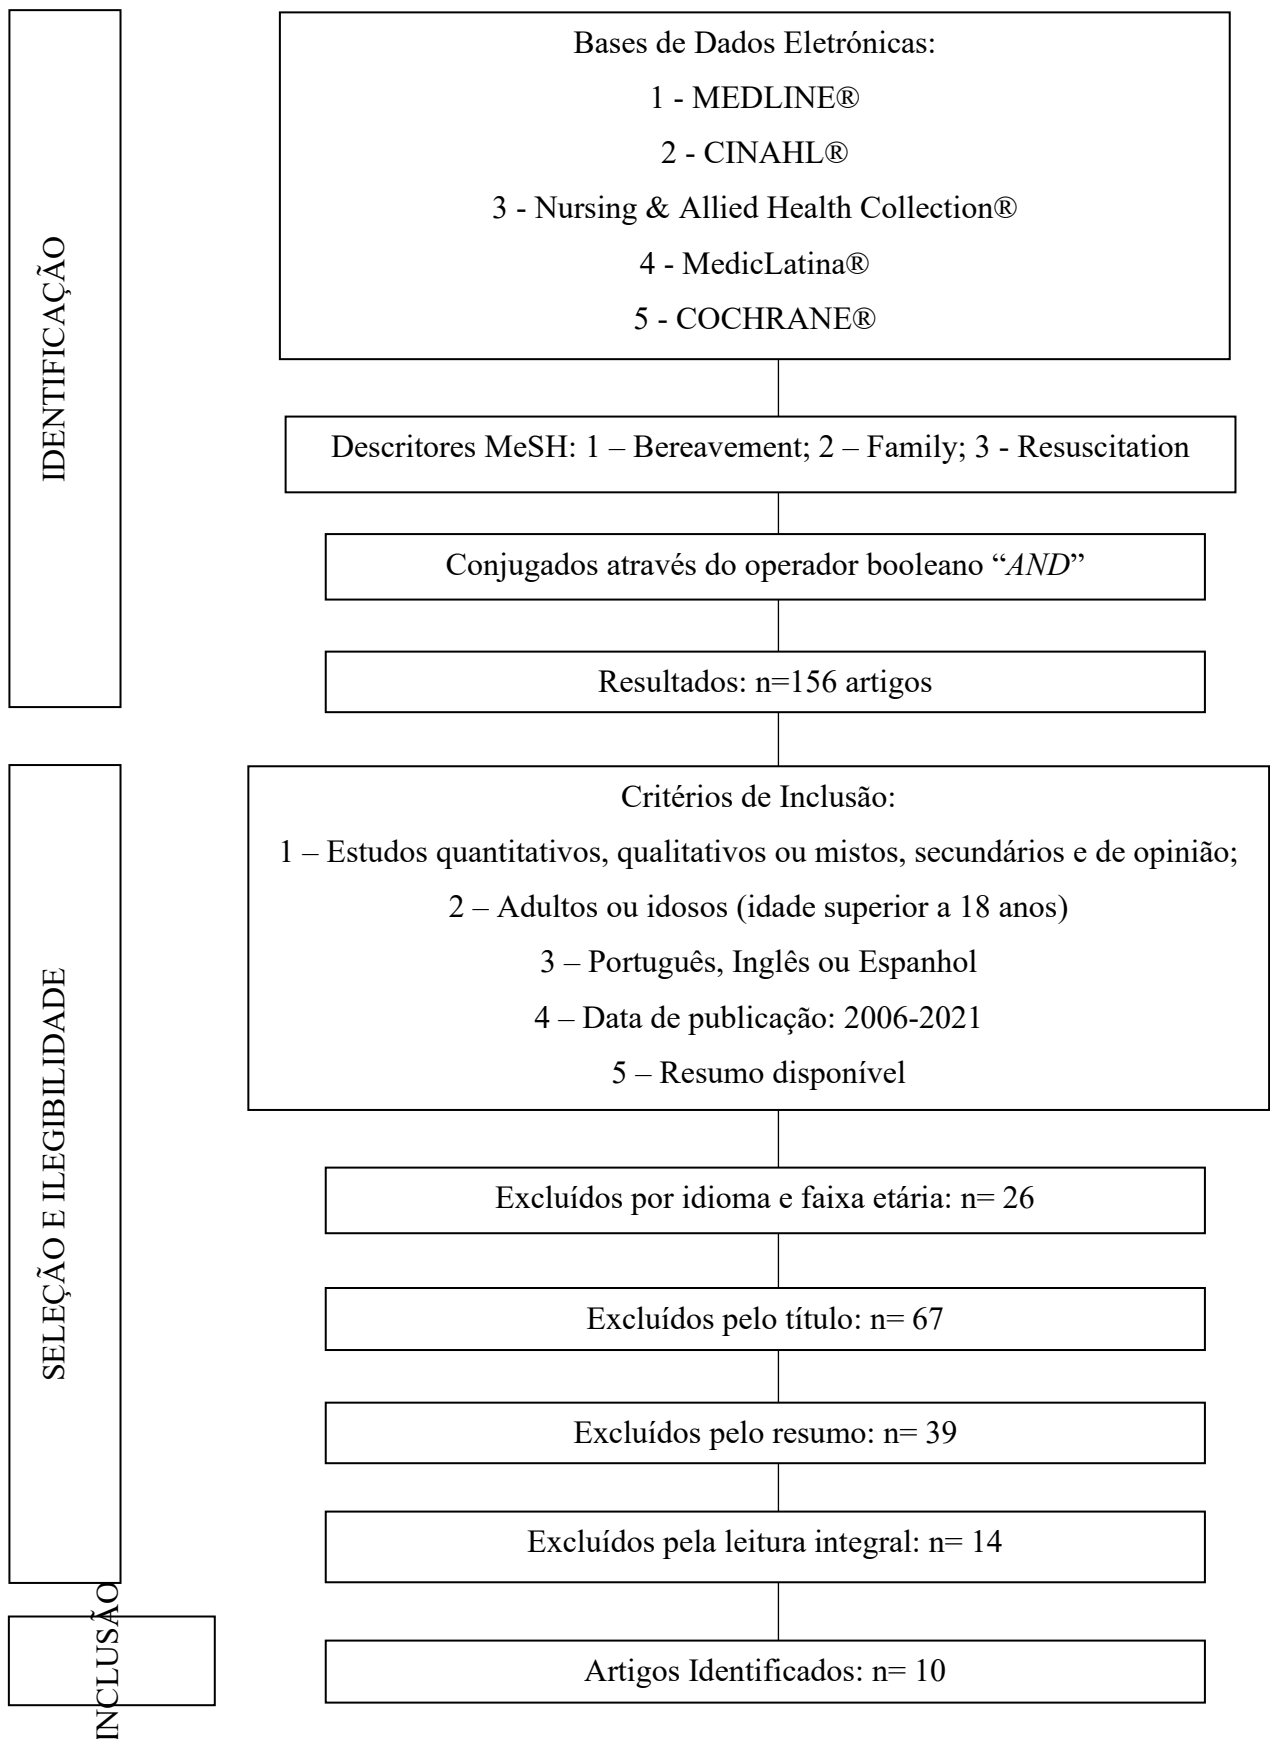 IDENTIFICAÇÃO
Bases de Dados Eletrónicas:
1 - MEDLINE®
2 - CINAHL®
3 - Nursing & Allied Health Collection®
4 - MedicLatina®
5 - COCHRANE®
Descritores MeSH: 1 – Bereavement; 2 – Family; 3 - Resuscitation
Conjugados através do operador booleano “AND”
Resultados: n=156 artigos
SELEÇÃO E ILEGIBILIDADE
Critérios de Inclusão:
1 – Estudos quantitativos, qualitativos ou mistos, secundários e de opinião;
2 – Adultos ou idosos (idade superior a 18 anos)
3 – Português, Inglês ou Espanhol
4 – Data de publicação: 2006-2021
5 – Resumo disponível
Excluídos por idioma e faixa etária: n= 26
Excluídos pelo título: n= 67
Excluídos pelo resumo: n= 39
Excluídos pela leitura integral: n= 14
INCLUSÃO
Artigos Identificados: n= 10